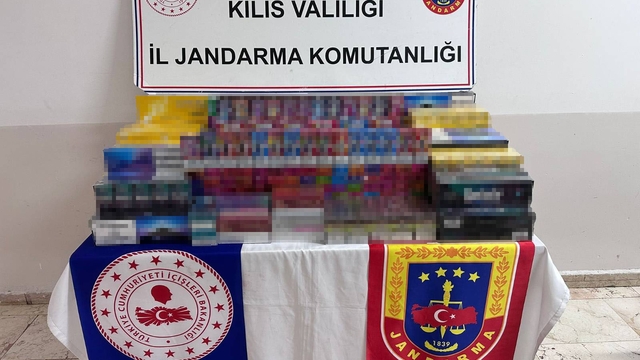 KİLİS VALİLİĞİ
İL JANDARMA KOMUTANLIĞI
TÜRKİYE CUMHURİYETİ İÇİŞLERİ BAKANLIĞI
1839
JANDARMA